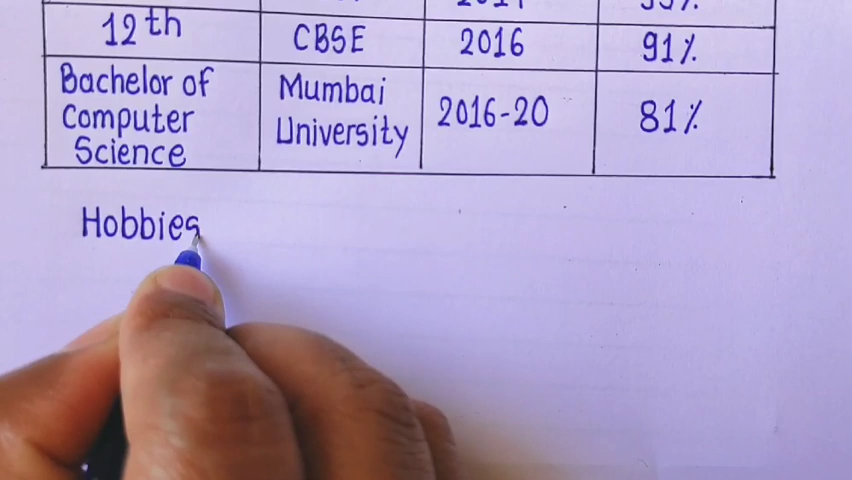 12th CBSE 2016 91%
Bachelor of Computer Science Mumbai University 2016-20 81%
Hobbies